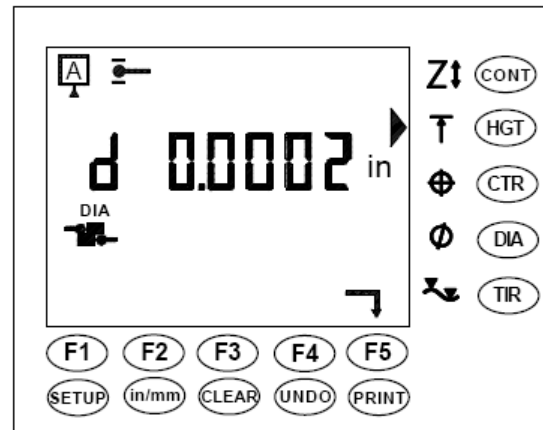 A
Z CONT
HGT
d 0.0002 in
CTR
DIA
DIA
TIR
F1 F2 F3 F4 F5
SETUP in/mm CLEAR UNDO PRINT